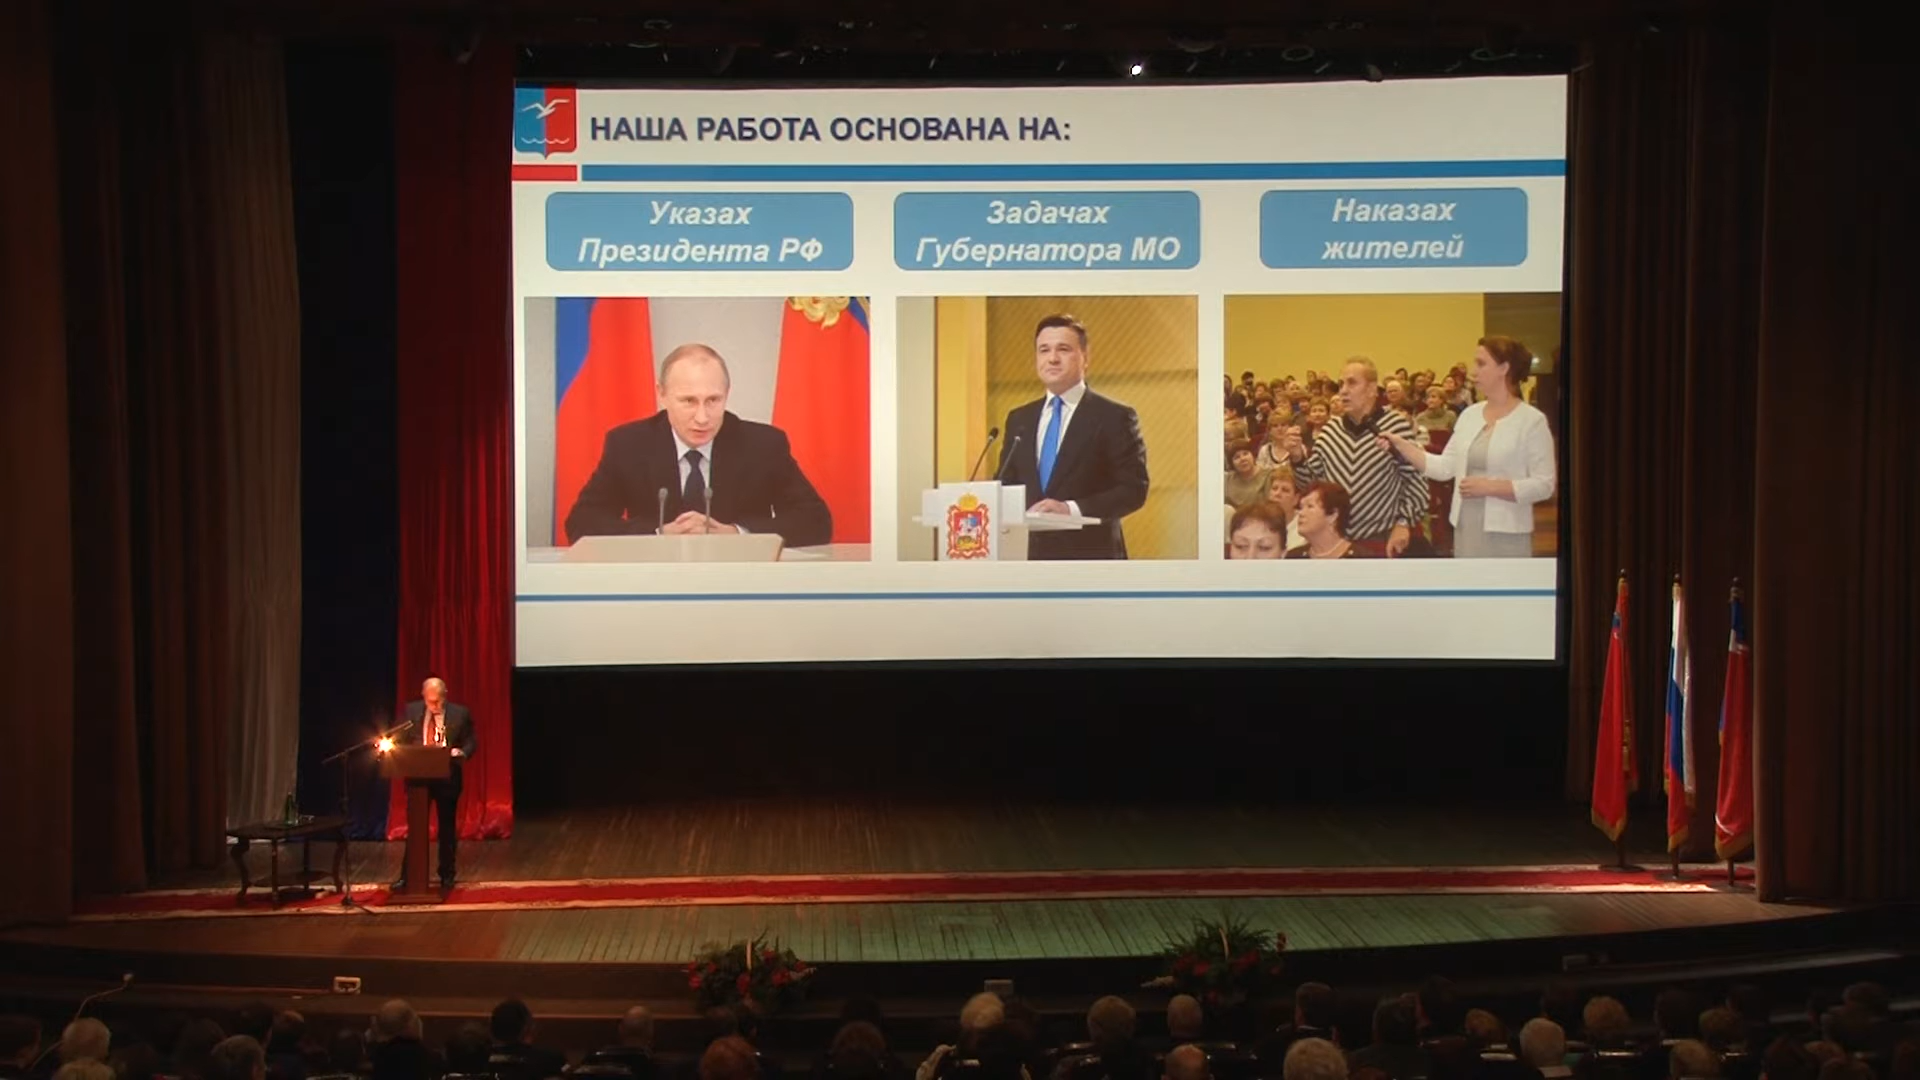 НАША РАБОТА ОСНОВАНА НА:
Указах
Президента РФ
Задачах
Губернатора МО
Наказах
жителей